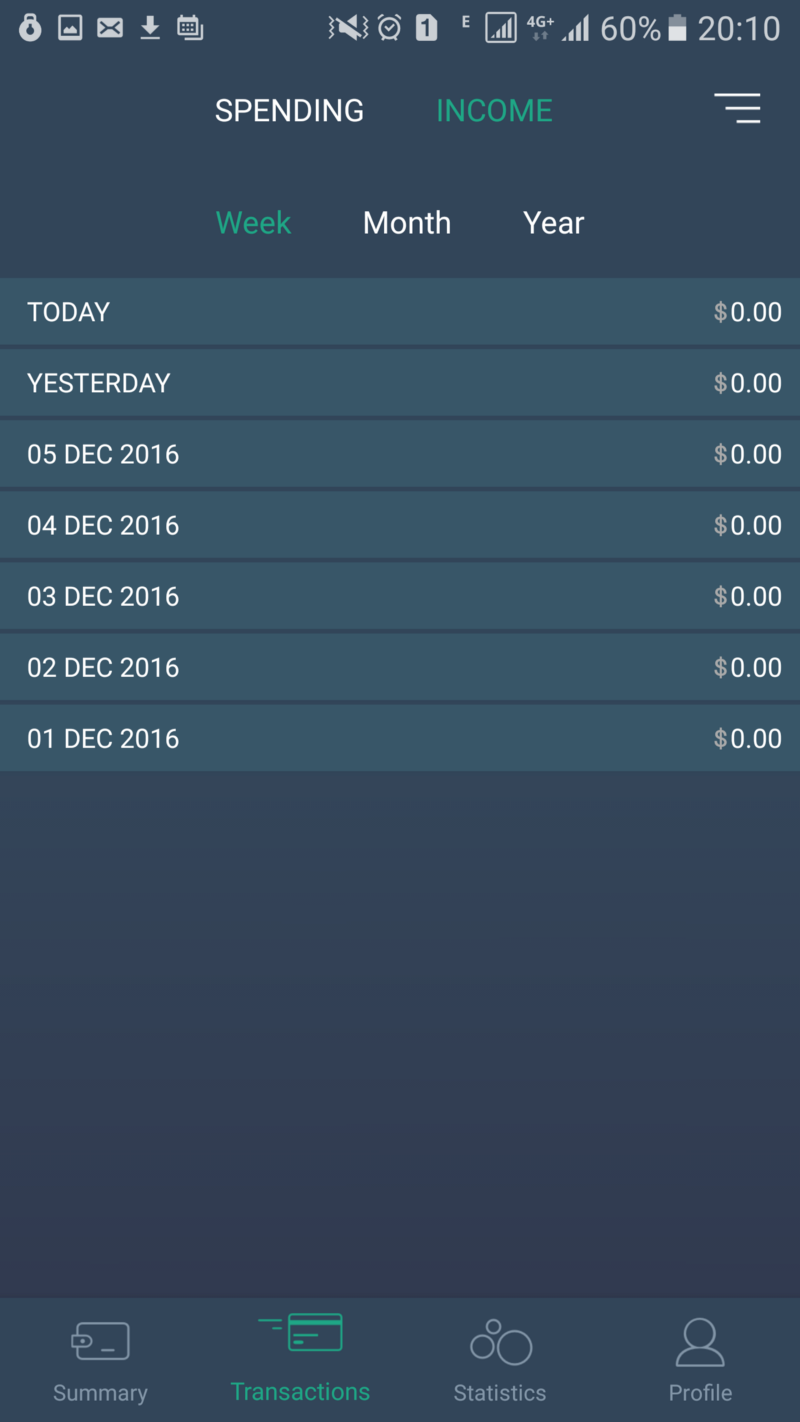 1 E 4G+ 60% 20:10
SPENDING INCOME
Week Month Year
TODAY $0.00
YESTERDAY $0.00
05 DEC 2016 $0.00
04 DEC 2016 $0.00
03 DEC 2016 $0.00
02 DEC 2016 $0.00
01 DEC 2016 $0.00
Summary Transactions Statistics Profile